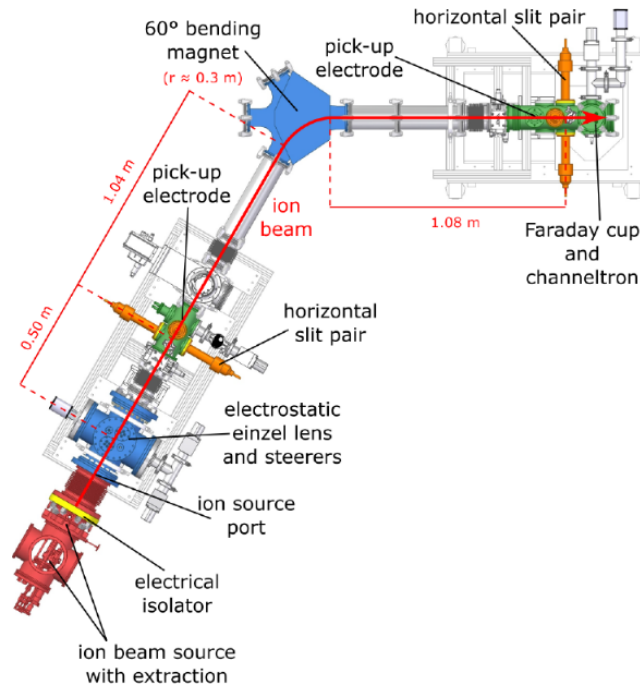 horizontal slit pair
60° bending
magnet
(r ≈ 0.3 m)
pick-up
electrode
1.04 m
pick-up
electrode
ion
beam
1.08 m
Faraday cup
and
channeltron
0.50 m
horizontal
slit pair
electrostatic
einzel lens
and steerers
ion source
port
electrical
isolator
ion beam source
with extraction